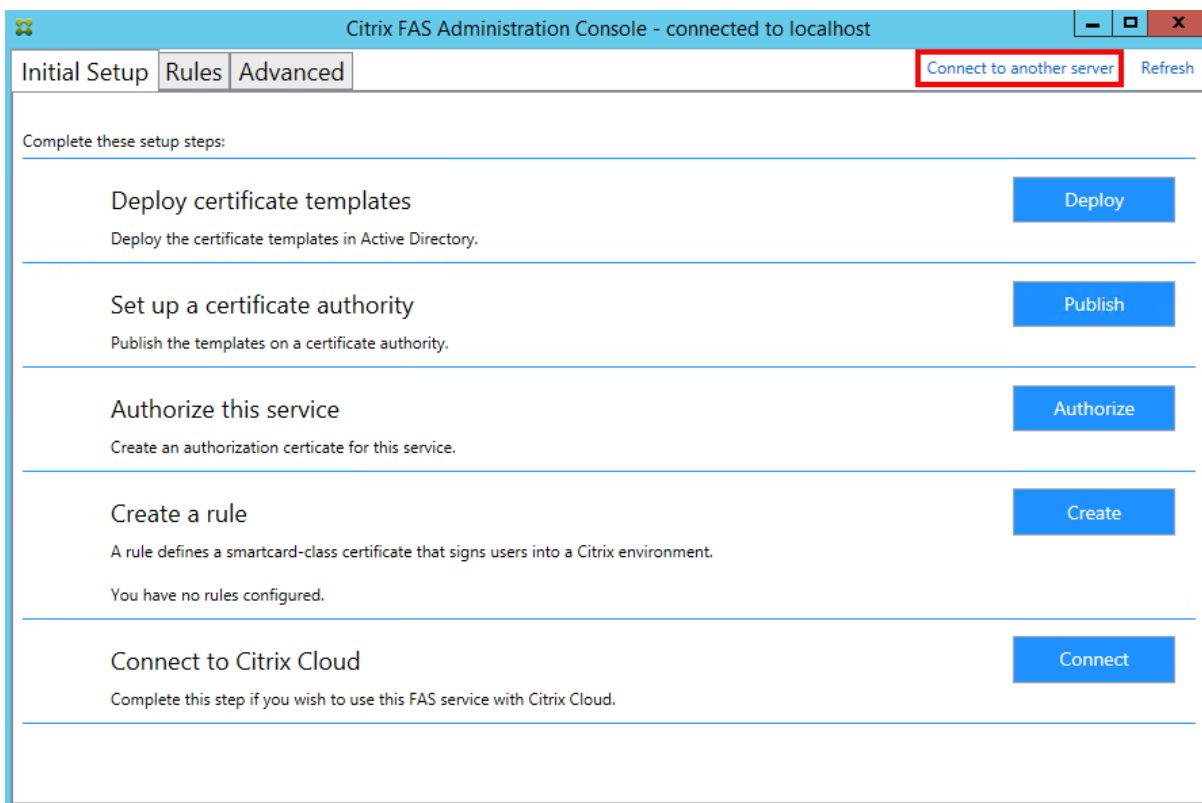 Citrix FAS Administration Console - connected to localhost
Initial Setup Rules Advanced Connect to another server Refresh
Complete these setup steps:
Deploy certificate templates
Deploy
Deploy the certificate templates in Active Directory.
Set up a certificate authority
Publish
Publish the templates on a certificate authority.
Authorize this service
Authorize
Create an authorization certicate for this service.
Create a rule
Create
A rule defines a smartcard-class certificate that signs users into a Citrix environment.
You have no rules configured.
Connect to Citrix Cloud
Connect
Complete this step if you wish to use this FAS service with Citrix Cloud.